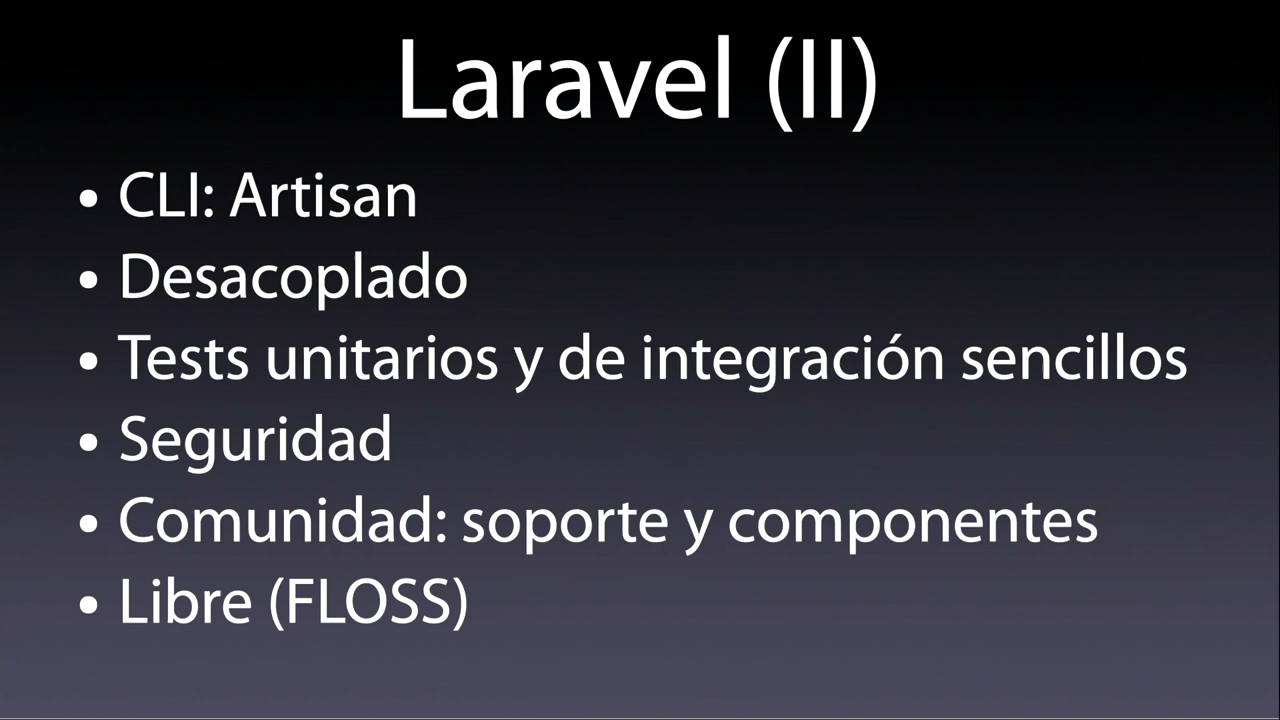 Laravel (II)
• CLI: Artisan
• Desacoplado
• Tests unitarios y de integración sencillos
• Seguridad
• Comunidad: soporte y componentes
• Libre (FLOSS)